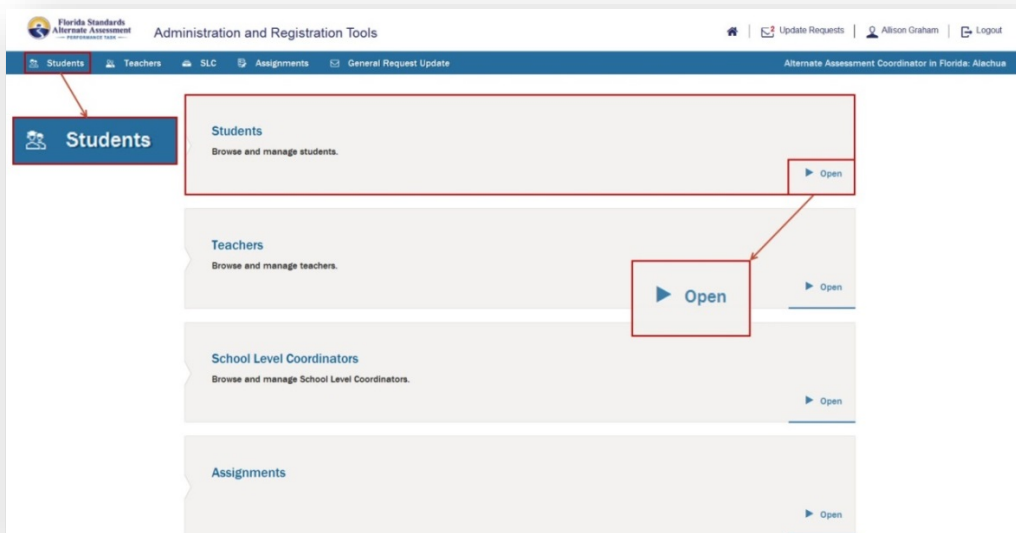 Florida Standards
Alternate Assessment
PERFORMANCE TASK
Administration and Registration Tools
Update Requests
Allison Graham
Logout
Students
Teachers
SLC
Assignments
General Request Update
Alternate Assessment Coordinator in Florida: Alachua
Students
Students
Browse and manage students.
Open
Teachers
Browse and manage teachers.
Open
Open
School Level Coordinators
Browse and manage School Level Coordinators.
Open
Assignments
Open